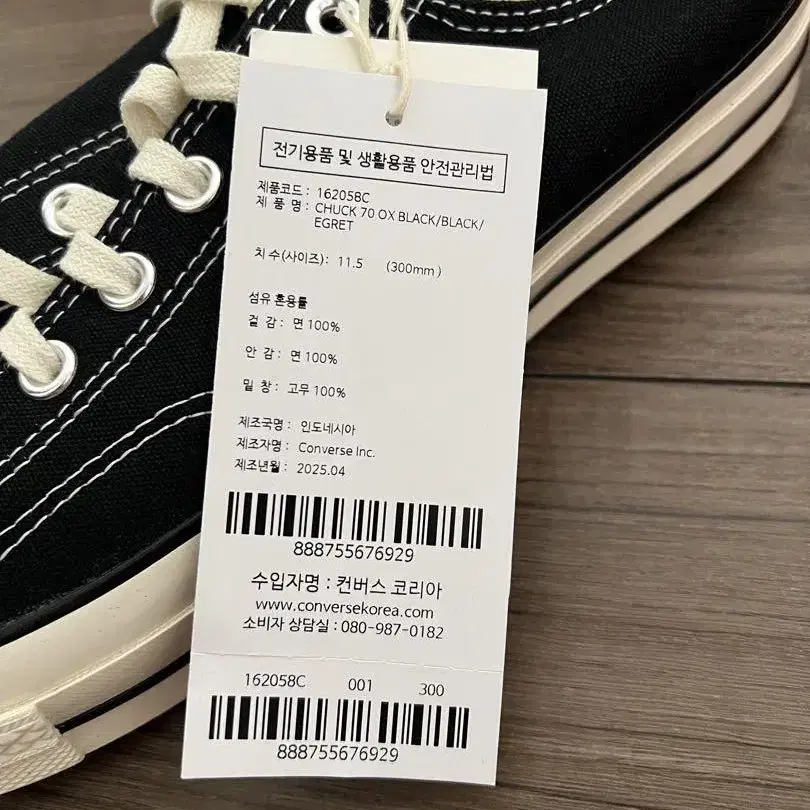 전기용품 및 생활용품 안전관리법
제품코드 : 162058C
제 품 명 : CHUCK 70 OX BLACK/BLACK/
EGRET
치 수(사이즈) : 11.5 (300mm)
섬유 혼용률
겉 감 : 면 100%
안 감 : 면 100%
밑 창 : 고무 100%
제조국명 : 인도네시아
제조자명 : Converse Inc.
제조년월 : 2025.04
888755676929
수입자명 : 컨버스 코리아
www.conversekorea.com
소비자 상담실 : 080-987-0182
162058C 001 300
888755676929